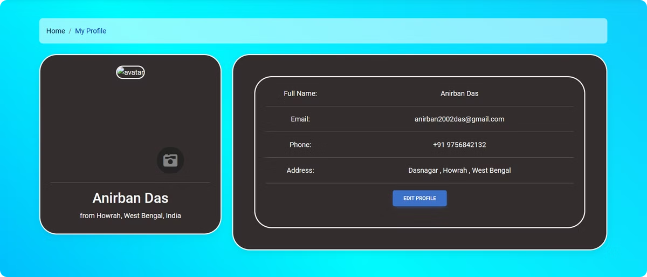 Home / My Profile
avatar
Anirban Das
from Howrah, West Bengal, India
Full Name: Anirban Das
Email: anirban2002das@gmail.com
Phone: +91 9756842132
Address: Dasnagar , Howrah , West Bengal
EDIT PROFILE